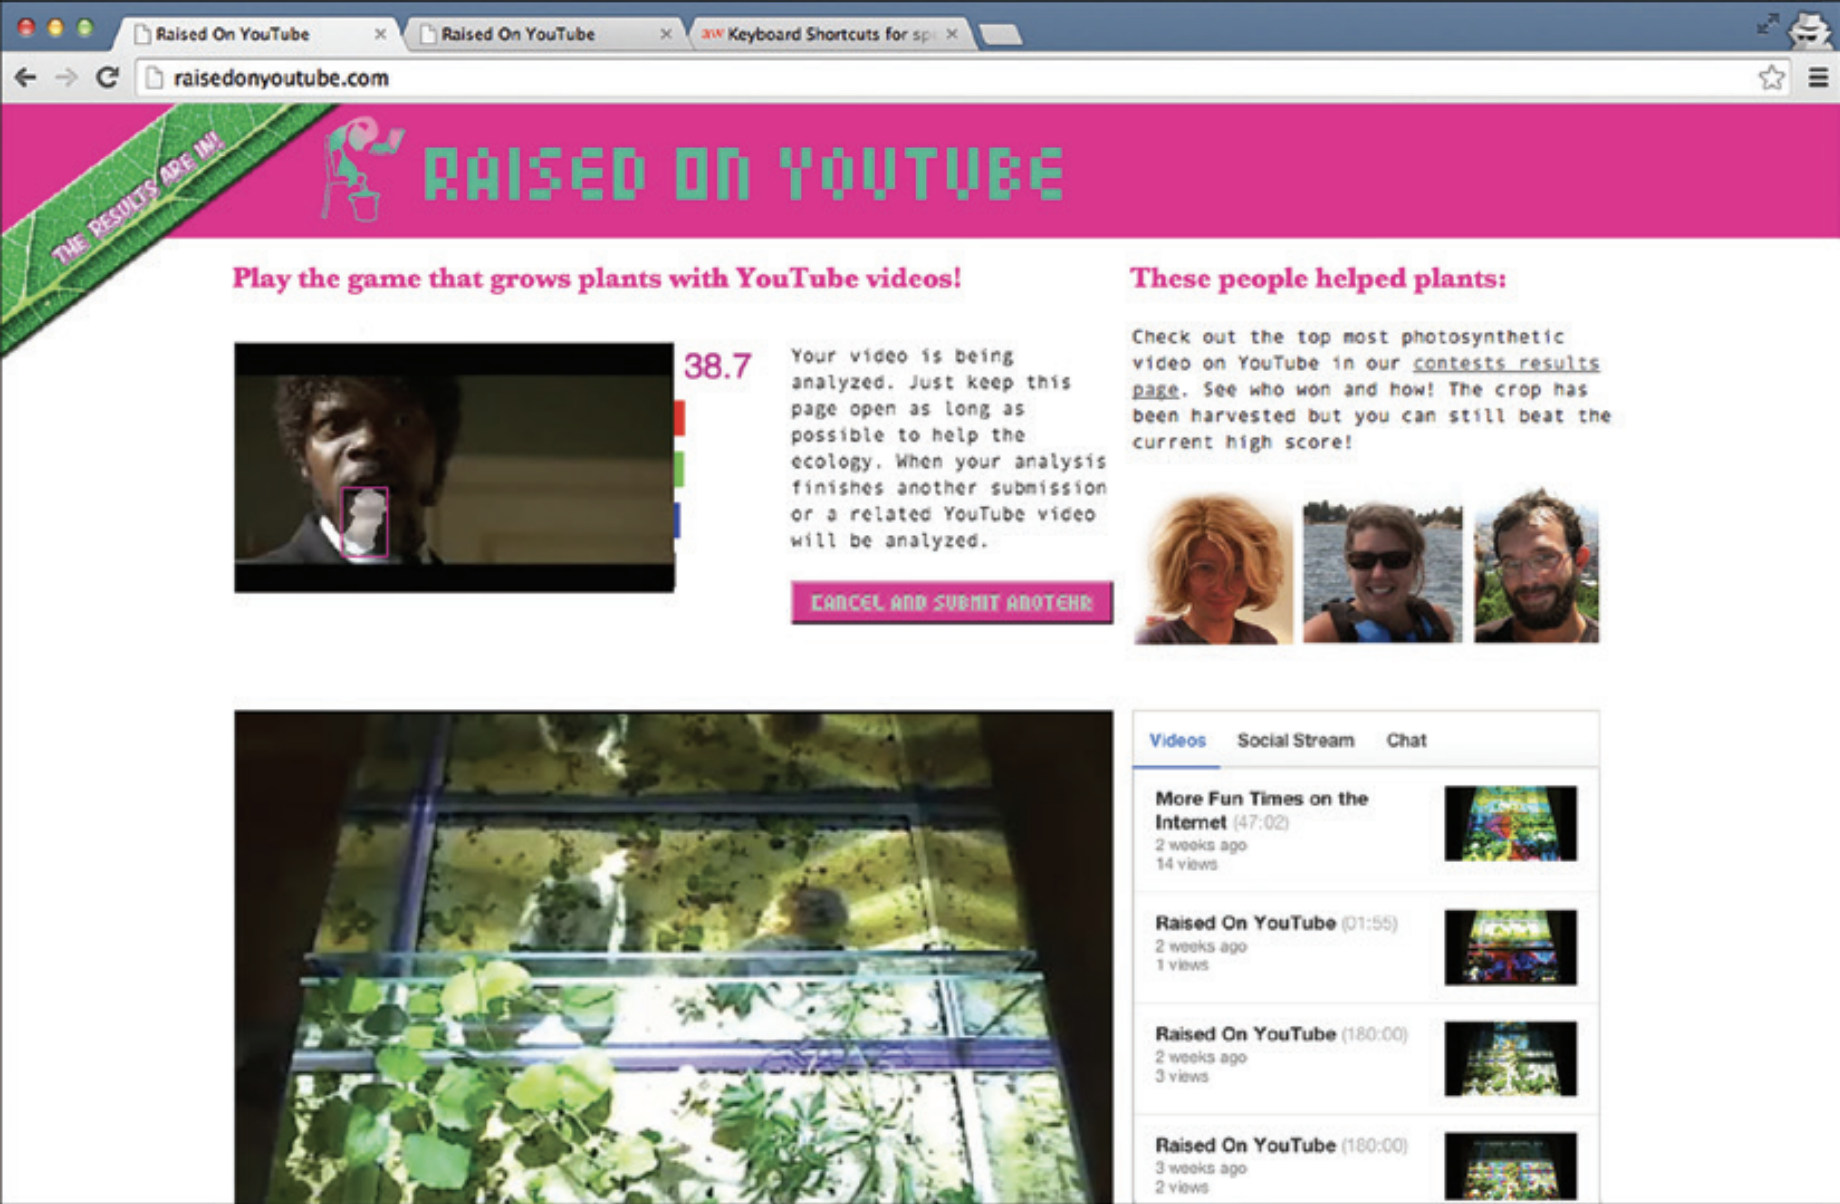 Raised On YouTube
Raised On YouTube
aw Keyboard Shortcuts for sp
raisedonyoutube.com
THE RESULTS ARE IN!
RAISED ON YOUTUBE
Play the game that grows plants with YouTube videos!
38.7
Your video is being
analyzed. Just keep this
page open as long as
possible to help the
ecology. When your analysis
finishes another submission
or a related YouTube video
will be analyzed.
CANCEL AND SUBMIT ANOTEHR
These people helped plants:
Check out the top most photosynthetic
video on YouTube in our contests results
page. See who won and how! The crop has
been harvested but you can still beat the
current high score!
Videos Social Stream Chat
More Fun Times on the
Internet (47:02)
2 weeks ago
14 views
Raised On YouTube (01:55)
2 weeks ago
1 views
Raised On YouTube (180:00)
2 weeks ago
3 views
Raised On YouTube (180:00)
3 weeks ago
2 views